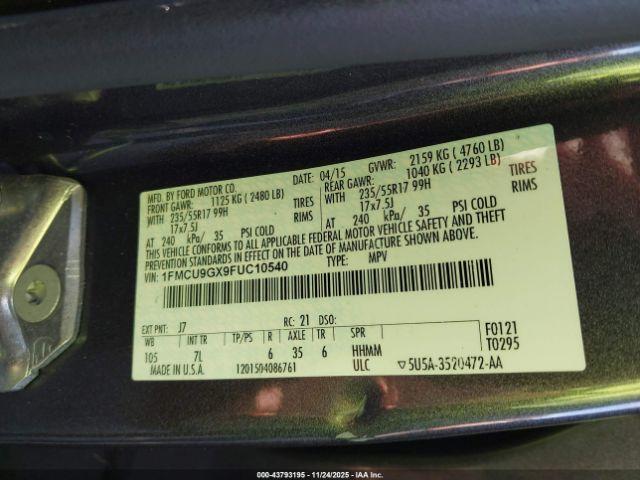 MFD. BY FORD MOTOR CO.
04/15
GVWR: 2159 KG ( 4760 LB)
FRONT GAWR: 1125 KG ( 2480 LB)
REAR GAWR: 1040 KG ( 2293 LB)
WITH 235/55R17 99H TIRES
WITH 235/55R17 99H TIRES
17x7.5J RIMS
17x7.5J RIMS
AT 240 kPa/ 35 PSI COLD
AT 240 kPa/ 35 PSI COLD
THIS VEHICLE CONFORMS TO ALL APPLICABLE FEDERAL MOTOR VEHICLE SAFETY AND THEFT
PREVENTION STANDARDS IN EFFECT ON THE DATE OF MANUFACTURE SHOWN ABOVE.
1FMCU9GX9FUC10540
TYPE: MPV
EXT PNT: J7 RC: 21 DSO:
WB INT TR TP/PS R AXLE TR SPR
105 7L 6 35 6 HHMM
F0121
T0295
MADE IN U.S.A. 1201504086761 ULC ▽5U5A-3520472-AA
000-43793195 - 11/24/2025 - IAA Inc.